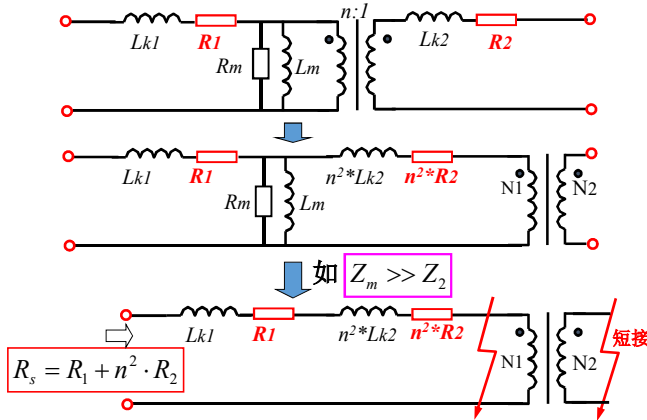 n:1
Lk1 R1 Rm Lm Lk2 R2
Lk1 R1 Rm Lm n²*Lk2 n²*R2 N1 N2
如 Zₘ >> Z₂
Lk1 R1 n²*Lk2 n²*R2 N1 N2 短接
Rₛ = R₁ + n² · R₂